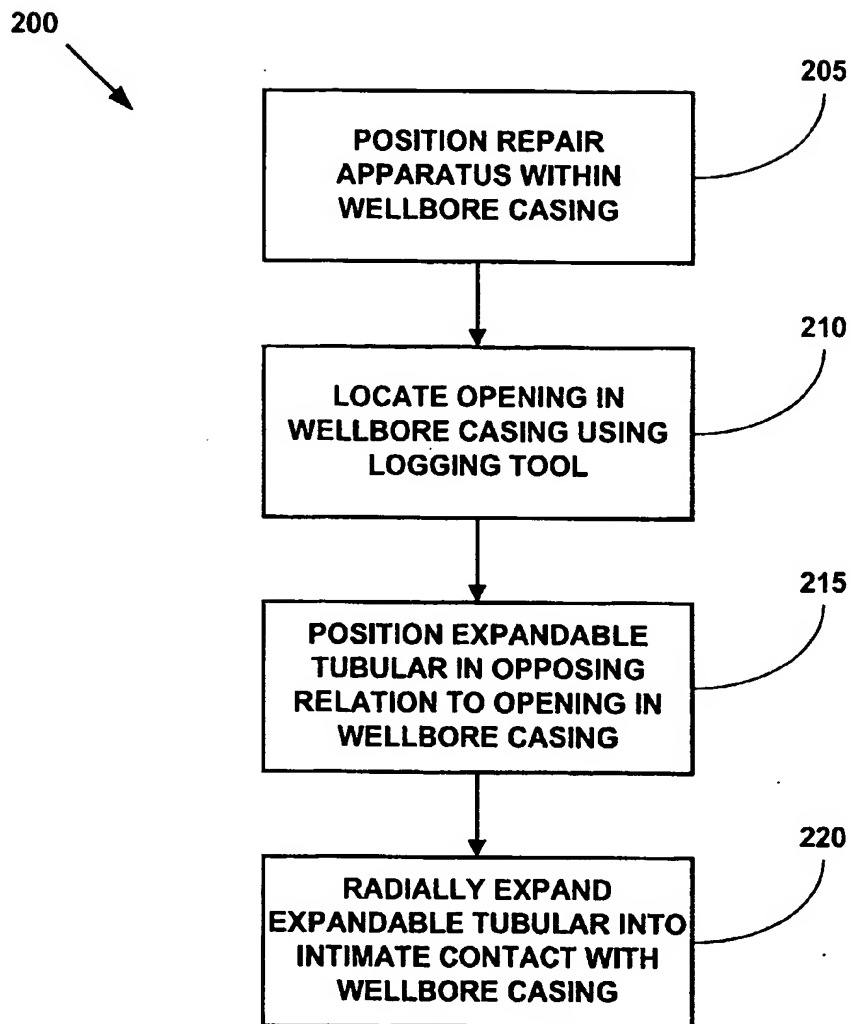 200
205
POSITION REPAIR
APPARATUS WITHIN
WELLBORE CASING
210
LOCATE OPENING IN
WELLBORE CASING USING
LOGGING TOOL
215
POSITION EXPANDABLE
TUBULAR IN OPPOSING
RELATION TO OPENING IN
WELLBORE CASING
220
RADIALLY EXPAND
EXPANDABLE TUBULAR INTO
INTIMATE CONTACT WITH
WELLBORE CASING